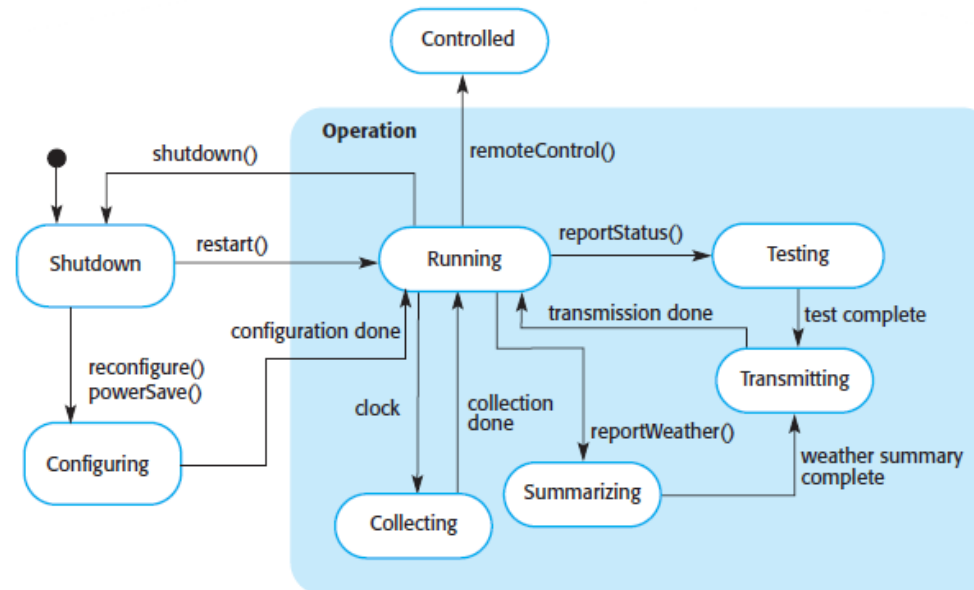 Controlled
Operation
shutdown()
remoteControl()
Shutdown
restart()
Running
reportStatus()
Testing
configuration done
transmission done
test complete
reconfigure()
powerSave()
Transmitting
clock
collection
done
reportWeather()
Configuring
weather summary
complete
Summarizing
Collecting